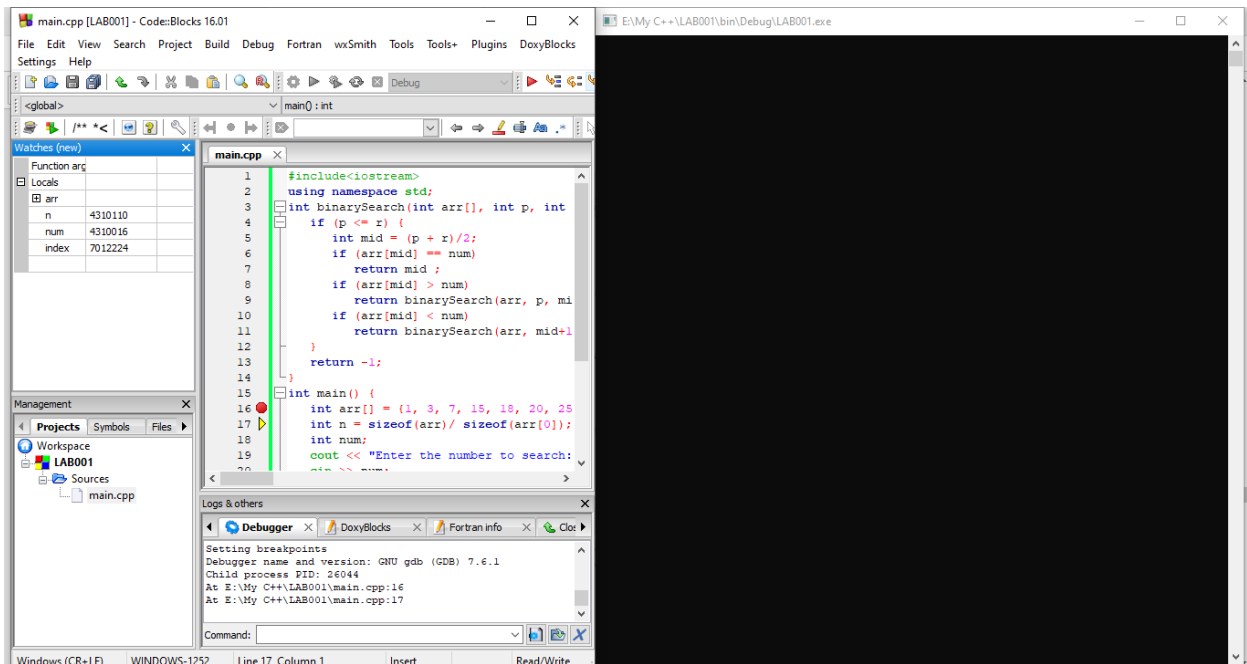 main.cpp [LAB001] - Code::Blocks 16.01
File Edit View Search Project Build Debug Fortran wxSmith Tools Tools+ Plugins DoxyBlocks
Settings Help
Debug
<global>
main() : int
/** *<
Watches (new)
Function arg
Locals
arr
n 4310110
num 4310016
index 7012224
main.cpp
1 #include<iostream>
2 using namespace std;
3 int binarySearch(int arr[], int p, int
4 if (p <= r) {
5 int mid = (p + r)/2;
6 if (arr[mid] == num)
7 return mid ;
8 if (arr[mid] > num)
9 return binarySearch(arr, p, mi
10 if (arr[mid] < num)
11 return binarySearch(arr, mid+1
12 }
13 return -1;
14 }
15 int main() {
16 int arr[] = {1, 3, 7, 15, 18, 20, 25
17 int n = sizeof(arr)/ sizeof(arr[0]);
18 int num;
19 cout << "Enter the number to search:
20 cin >> num;
Management
Projects Symbols Files
Workspace
LAB001
Sources
main.cpp
Logs & others
Debugger DoxyBlocks Fortran info Clos
Setting breakpoints
Debugger name and version: GNU gdb (GDB) 7.6.1
Child process PID: 26044
At E:\My C++\LAB001\main.cpp:16
At E:\My C++\LAB001\main.cpp:17
Command:
Windows (CR+LF) WINDOWS-1252 Line 17, Column 1 Insert Read/Write
E:\My C++\LAB001\bin\Debug\LAB001.exe